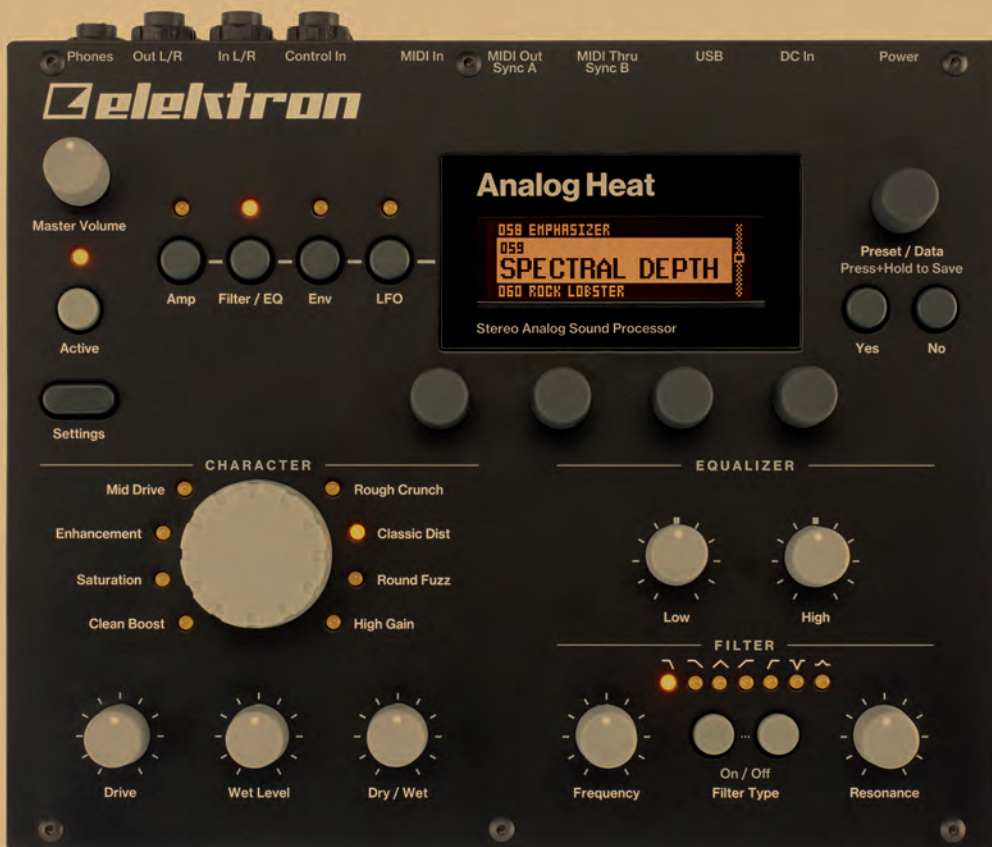 Phones Out L/R In L/R Control In MIDI In MIDI Out MIDI Thru USB DC In Power
Sync A Sync B
elektron
Analog Heat
058 EMPHASIZER
059
SPECTRAL DEPTH
060 ROCK LOBSTER
Stereo Analog Sound Processor
Master Volume
Amp Filter / EQ Env LFO
Preset / Data
Press+Hold to Save
Yes No
Active
Settings
CHARACTER
Mid Drive Rough Crunch
Enhancement Classic Dist
Saturation Round Fuzz
Clean Boost High Gain
Drive Wet Level Dry / Wet
EQUALIZER
Low High
FILTER
On / Off
Frequency Filter Type Resonance